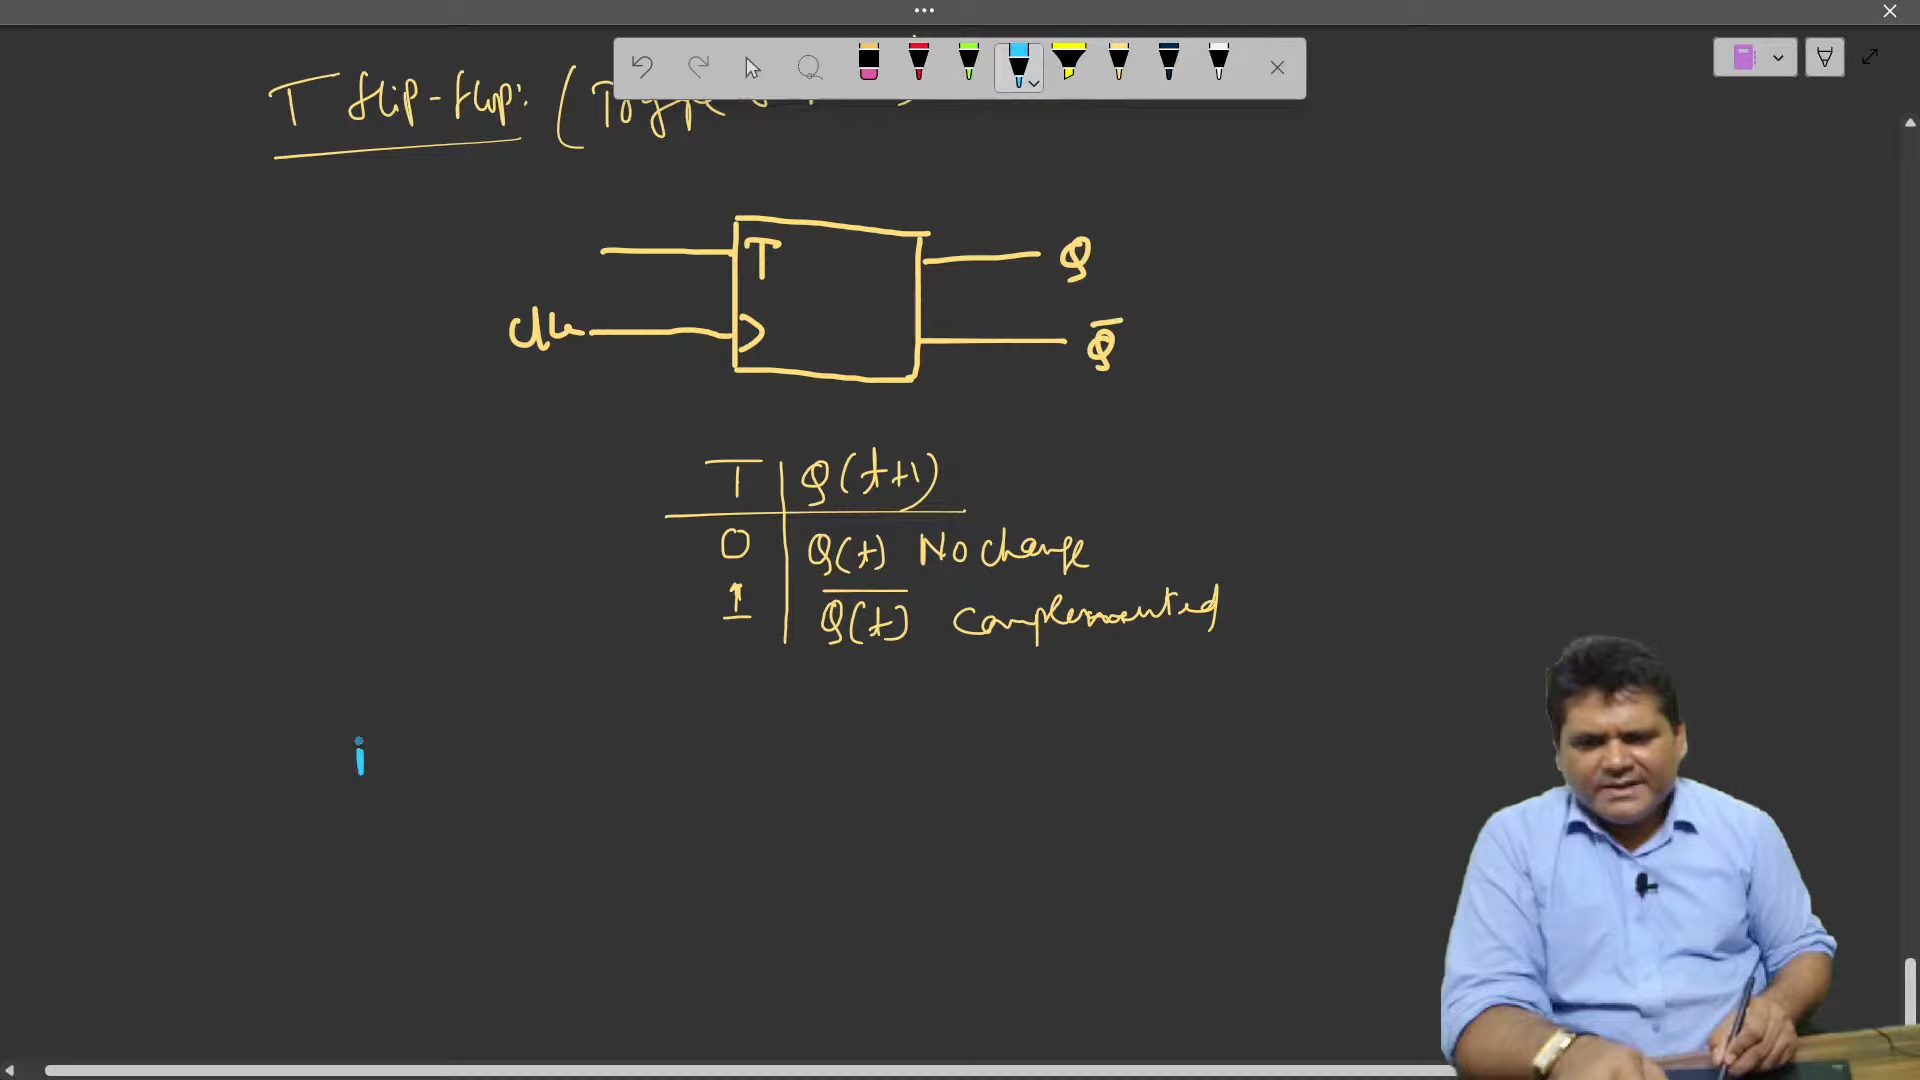 T flip-flop: (Toggle
T Q
clk Q̅
T Q(t+1)
0 Q(t) No change
1 Q̅(̅t̅)̅ Complemented
i